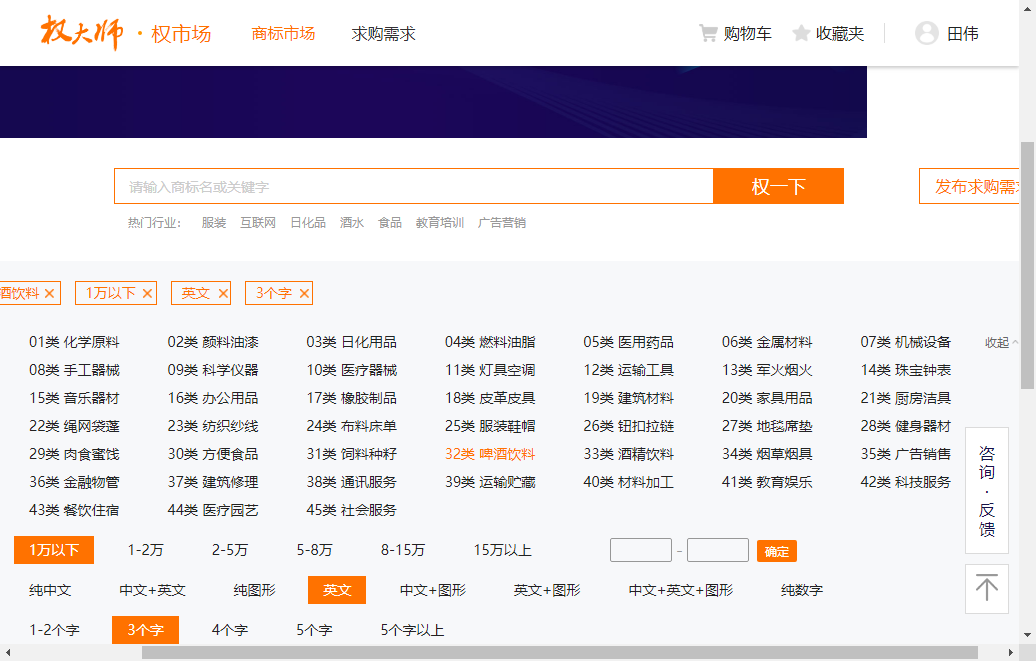 权大师 · 权市场 商标市场 求购需求 购物车 收藏夹 田伟
请输入商标名或关键字 权一下 发布求购需求
热门行业： 服装 互联网 日化品 酒水 食品 教育培训 广告营销
酒饮料 × 1万以下 × 英文 × 3个字 ×
01类 化学原料 02类 颜料油漆 03类 日化用品 04类 燃料油脂 05类 医用药品 06类 金属材料 07类 机械设备 收起
08类 手工器械 09类 科学仪器 10类 医疗器械 11类 灯具空调 12类 运输工具 13类 军火烟火 14类 珠宝钟表
15类 音乐器材 16类 办公用品 17类 橡胶制品 18类 皮革皮具 19类 建筑材料 20类 家具用品 21类 厨房洁具
22类 绳网袋篷 23类 纺织纱线 24类 布料床单 25类 服装鞋帽 26类 钮扣拉链 27类 地毯席垫 28类 健身器材
29类 肉食蜜饯 30类 方便食品 31类 饲料种籽 32类 啤酒饮料 33类 酒精饮料 34类 烟草烟具 35类 广告销售
36类 金融物管 37类 建筑修理 38类 通讯服务 39类 运输贮藏 40类 材料加工 41类 教育娱乐 42类 科技服务
43类 餐饮住宿 44类 医疗园艺 45类 社会服务
1万以下 1-2万 2-5万 5-8万 8-15万 15万以上 - 确定
纯中文 中文+英文 纯图形 英文 中文+图形 英文+图形 中文+英文+图形 纯数字
1-2个字 3个字 4个字 5个字 5个字以上
咨询·反馈